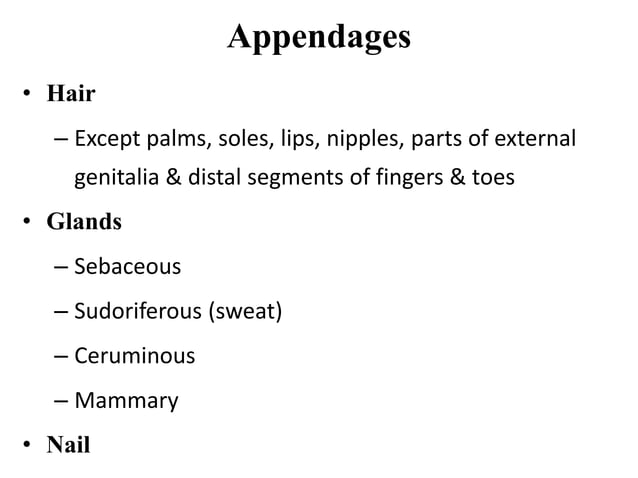 Appendages
• Hair
– Except palms, soles, lips, nipples, parts of external
genitalia & distal segments of fingers & toes
• Glands
– Sebaceous
– Sudoriferous (sweat)
– Ceruminous
– Mammary
• Nail